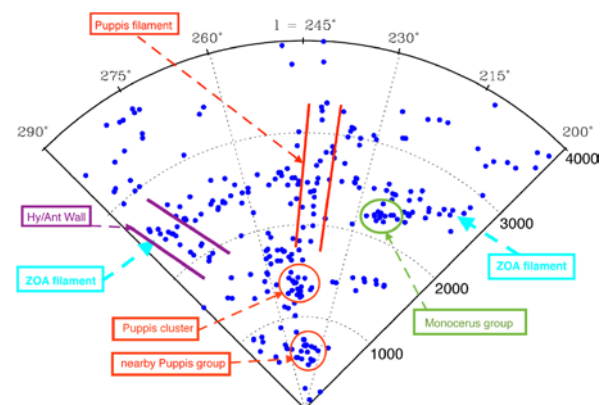 Puppis filament
l = 245°
260°
230°
275°
215°
290°
200°
4000
Hy/Ant Wall
3000
ZOA filament
ZOA filament
2000
Puppis cluster
Monocerus group
1000
nearby Puppis group